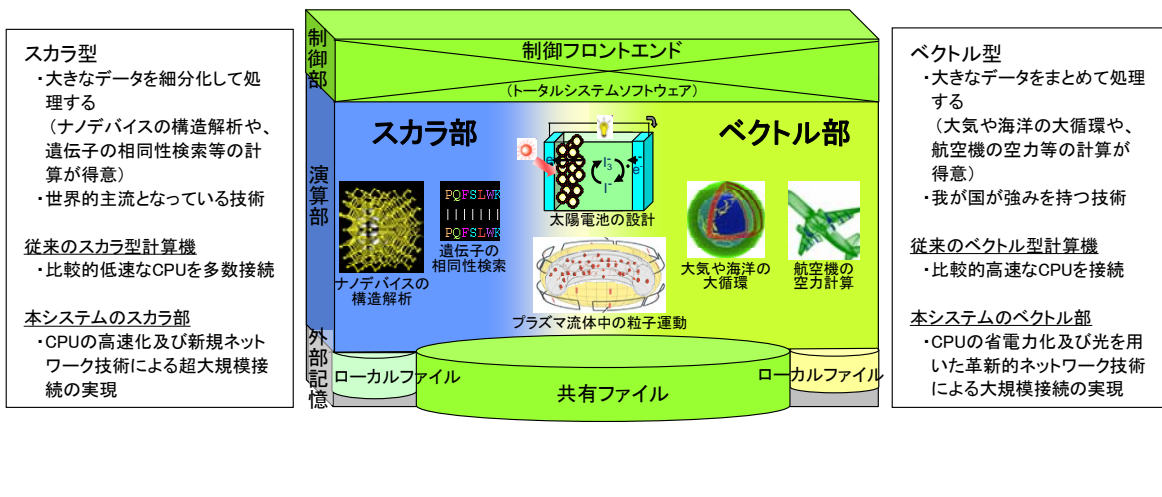 スカラ型
・大きなデータを細分化して処
理する
（ナノデバイスの構造解析や、
遺伝子の相同性検索等の計
算が得意）
・世界的主流となっている技術
従来のスカラ型計算機
・比較的低速なCPUを多数接続
本システムのスカラ部
・CPUの高速化及び新規ネット
ワーク技術による超大規模接
続の実現
制御部
制御フロントエンド
（トータルシステムソフトウェア）
演算部
スカラ部
ベクトル部
e-
I3-
I-
e-
太陽電池の設計
PQFSLWK
PQFSLWK
ナノデバイスの
構造解析
遺伝子の
相同性検索
プラズマ流体中の粒子運動
大気や海洋の
大循環
航空機の
空力計算
外部記憶
ローカルファイル
共有ファイル
ローカルファイル
ベクトル型
・大きなデータをまとめて処理
する
（大気や海洋の大循環や、
航空機の空力等の計算が
得意）
・我が国が強みを持つ技術
従来のベクトル型計算機
・比較的高速なCPUを接続
本システムのベクトル部
・CPUの省電力化及び光を用
いた革新的ネットワーク技術
による大規模接続の実現